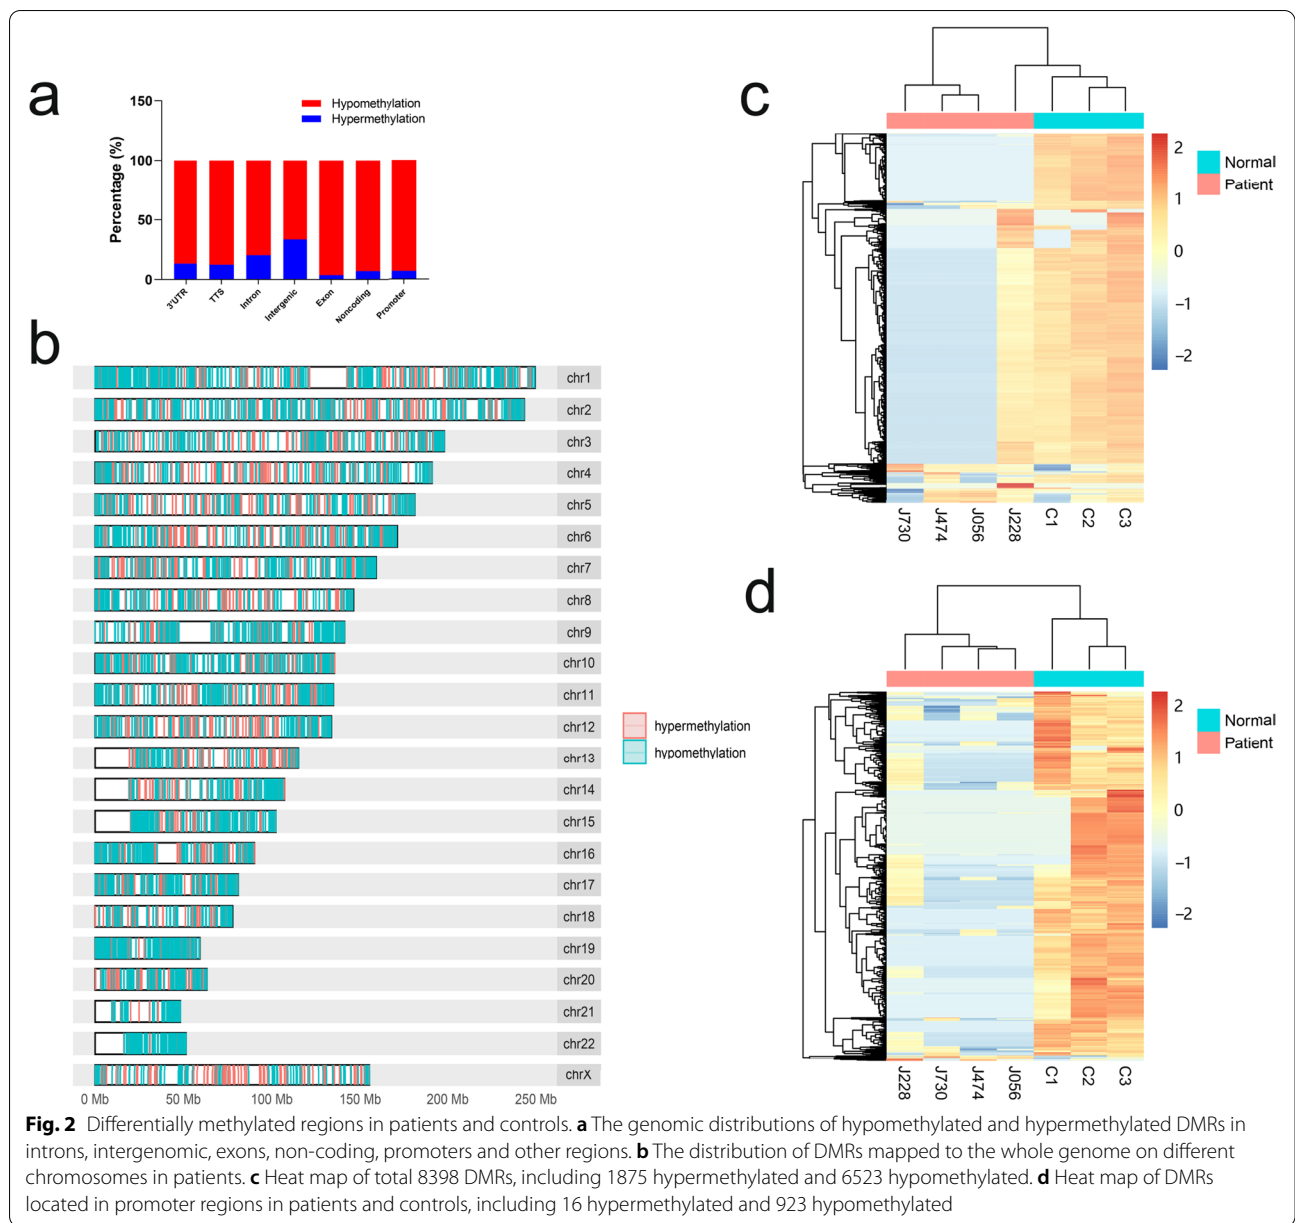 a
150
100
50
0
Percentage (%)
Hypomethylation
Hypermethylation
3'UTR
TTS
Intron
Intergenic
Exon
Noncoding
Promoter
b
chr1
chr2
chr3
chr4
chr5
chr6
chr7
chr8
chr9
chr10
chr11
chr12
chr13
chr14
chr15
chr16
chr17
chr18
chr19
chr20
chr21
chr22
chrX
0 Mb
50 Mb
100 Mb
150 Mb
200 Mb
250 Mb
hypermethylation
hypomethylation
c
2
1
0
−1
−2
Normal
Patient
J730
J474
J056
J228
C1
C2
C3
d
2
1
0
−1
−2
Normal
Patient
J228
J730
J474
J056
C1
C2
C3
Fig. 2 Differentially methylated regions in patients and controls. a The genomic distributions of hypomethylated and hypermethylated DMRs in
introns, intergenomic, exons, non-coding, promoters and other regions. b The distribution of DMRs mapped to the whole genome on different
chromosomes in patients. c Heat map of total 8398 DMRs, including 1875 hypermethylated and 6523 hypomethylated. d Heat map of DMRs
located in promoter regions in patients and controls, including 16 hypermethylated and 923 hypomethylated